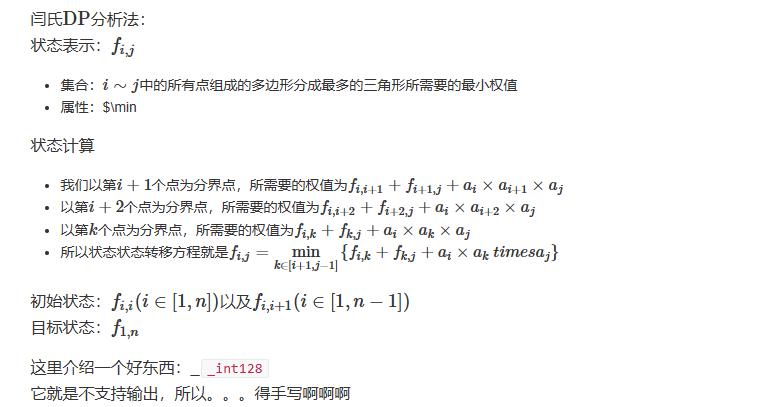 闫氏DP分析法：
状态表示：$f_{i,j}$
• 集合：$i \sim j$中的所有点组成的多边形分成最多的三角形所需要的最小权值
• 属性：$\min
状态计算
• 我们以第$i+1$个点为分界点，所需要的权值为$f_{i,i+1}+f_{i+1,j}+a_i \times a_{i+1} \times a_j$
• 以第$i+2$个点为分界点，所需要的权值为$f_{i,i+2}+f_{i+2,j}+a_i \times a_{i+2} \times a_j$
• 以第$k$个点为分界点，所需要的权值为$f_{i,k}+f_{k,j}+a_i \times a_k \times a_j$
• 所以状态状态转移方程就是$f_{i,j}=\min\limits_{k\in[i+1,j-1]}\{f_{i,k}+f_{k,j}+a_i \times a_k\,timesa_j\}$
初始状态：$f_{i,i}(i\in[1,n])$以及$f_{i,i+1}(i\in[1,n-1])$
目标状态：$f_{1,n}$
这里介绍一个好东西：_ _int128
它就是不支持输出，所以。。。得手写啊啊啊